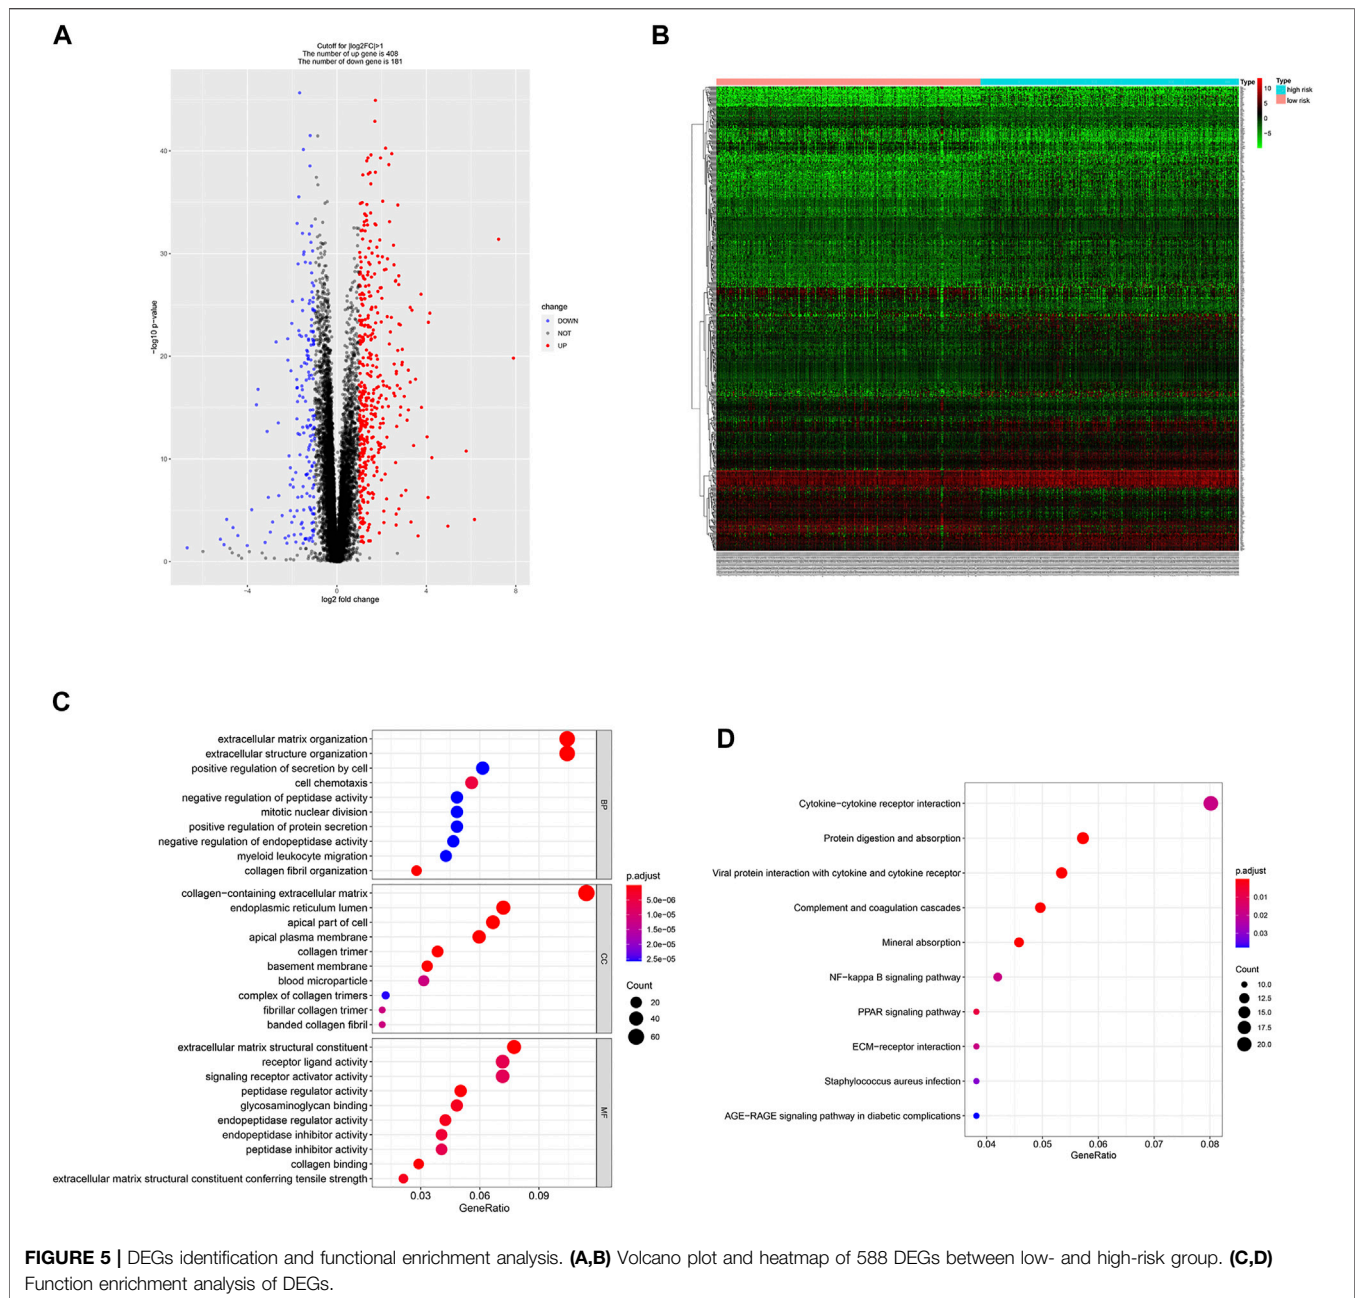 A
Cutoff for |log2FC|>1
The number of up gene is 408
The number of down gene is 181
40
30
20
10
0
−log10 p−value
−4
0
4
8
log2 fold change
change
DOWN
NOT
UP
B
Type
10
5
0
−5
Type
high risk
low risk
C
extracellular matrix organization
extracellular structure organization
positive regulation of secretion by cell
cell chemotaxis
negative regulation of peptidase activity
mitotic nuclear division
positive regulation of protein secretion
negative regulation of endopeptidase activity
myeloid leukocyte migration
collagen fibril organization
BP
collagen−containing extracellular matrix
endoplasmic reticulum lumen
apical part of cell
apical plasma membrane
collagen trimer
basement membrane
blood microparticle
complex of collagen trimers
fibrillar collagen trimer
banded collagen fibril
CC
extracellular matrix structural constituent
receptor ligand activity
signaling receptor activator activity
peptidase regulator activity
glycosaminoglycan binding
endopeptidase regulator activity
endopeptidase inhibitor activity
peptidase inhibitor activity
collagen binding
extracellular matrix structural constituent conferring tensile strength
MF
0.03
0.06
0.09
GeneRatio
p.adjust
5.0e−06
1.0e−05
1.5e−05
2.0e−05
2.5e−05
Count
20
40
60
D
Cytokine−cytokine receptor interaction
Protein digestion and absorption
Viral protein interaction with cytokine and cytokine receptor
Complement and coagulation cascades
Mineral absorption
NF−kappa B signaling pathway
PPAR signaling pathway
ECM−receptor interaction
Staphylococcus aureus infection
AGE−RAGE signaling pathway in diabetic complications
0.04
0.05
0.06
0.07
0.08
GeneRatio
p.adjust
0.01
0.02
0.03
Count
10.0
12.5
15.0
17.5
20.0
FIGURE 5 | DEGs identification and functional enrichment analysis. (A,B) Volcano plot and heatmap of 588 DEGs between low- and high-risk group. (C,D)
Function enrichment analysis of DEGs.